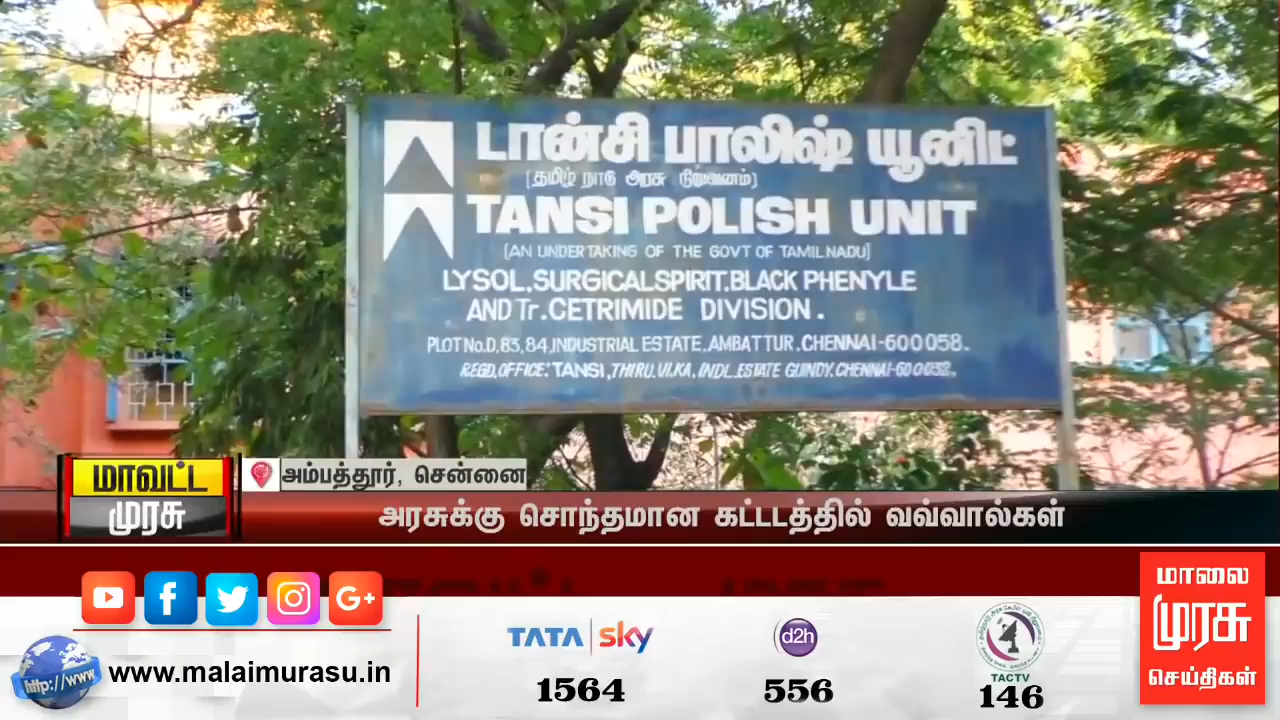 டான்சி பாலிஷ் யூனிட்
[தமிழ் நாடு அரசு நிறுவனம்]
TANSI POLISH UNIT
[AN UNDERTAKING OF THE GOVT OF TAMILNADU]
LYSOL, SURGICALSPIRIT. BLACK PHENYLE
AND Tr. CETRIMIDE DIVISION.
PLOT No.D, 83, 84, INDUSTRIAL ESTATE, AMBATTUR, CHENNAI-600058.
REGD, OFFICE: TANSI, THIRU.VI.KA, INDL. ESTATE GUINDY. CHENNAI-600032.
மாவட்ட
முரசு
அம்பத்தூர், சென்னை
அரசுக்கு சொந்தமான கட்டடத்தில் வவ்வால்கள்
G+
http://www
www.malaimurasu.in
TATA sky
1564
d2h
556
TACTV
146
மாலை
முரசு
செய்திகள்